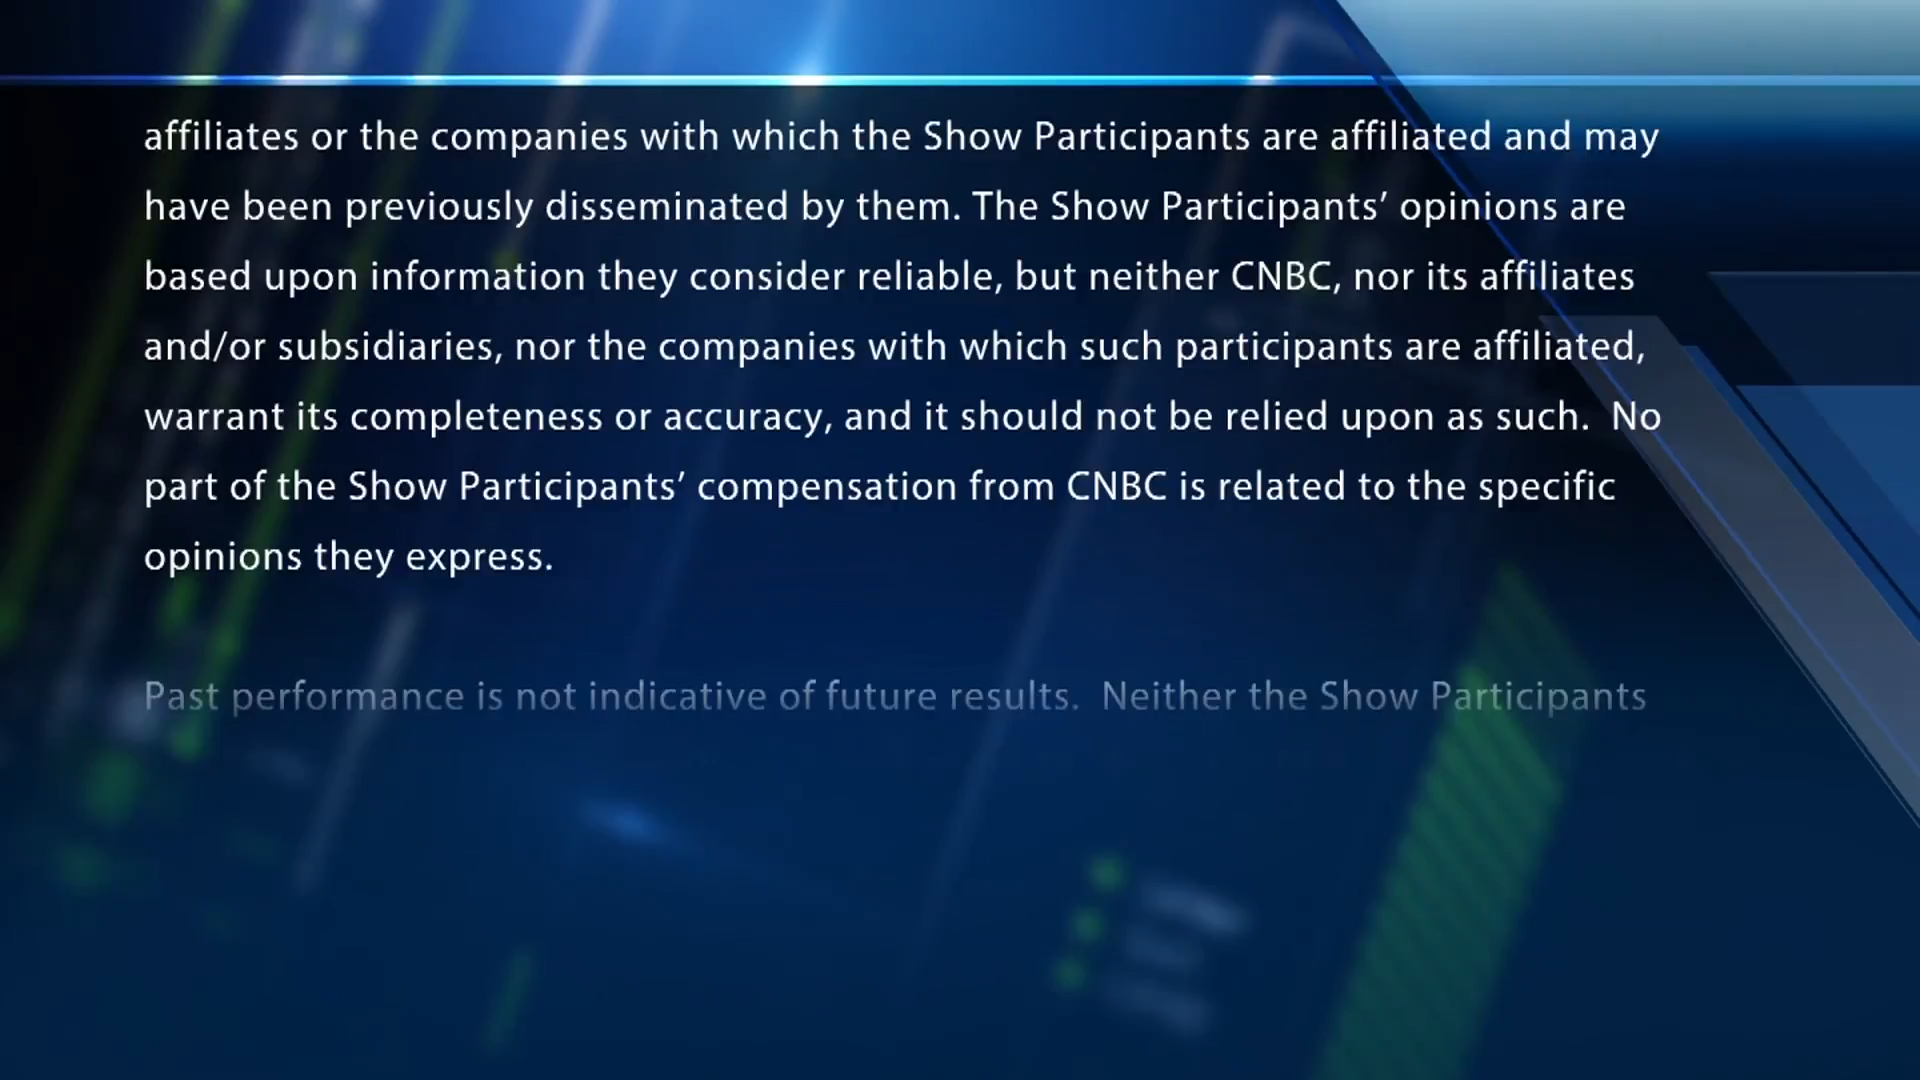 affiliates or the companies with which the Show Participants are affiliated and may
have been previously disseminated by them. The Show Participants’ opinions are
based upon information they consider reliable, but neither CNBC, nor its affiliates
and/or subsidiaries, nor the companies with which such participants are affiliated,
warrant its completeness or accuracy, and it should not be relied upon as such.  No
part of the Show Participants’ compensation from CNBC is related to the specific
opinions they express.
Past performance is not indicative of future results.  Neither the Show Participants